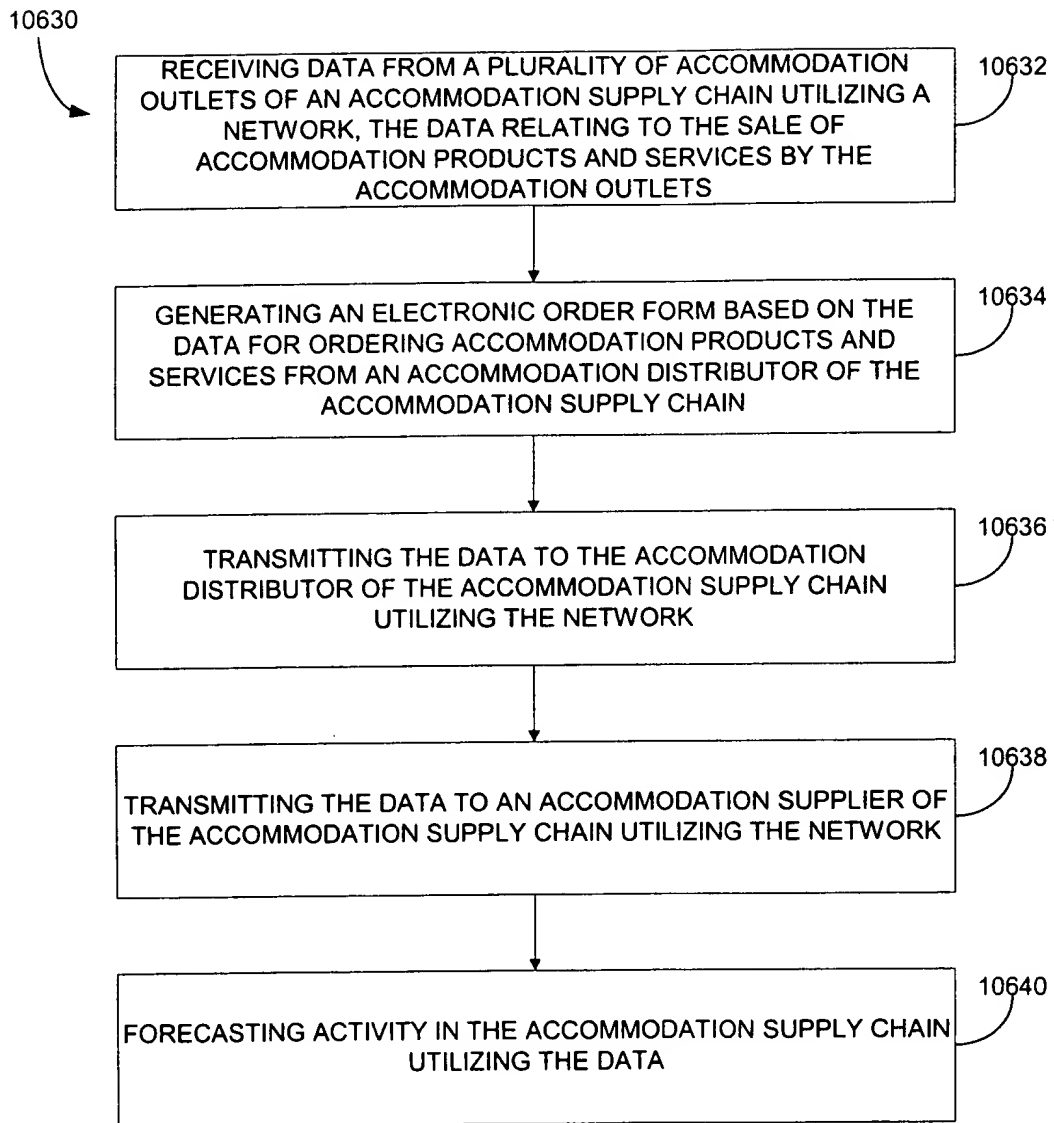 10630
RECEIVING DATA FROM A PLURALITY OF ACCOMMODATION
OUTLETS OF AN ACCOMMODATION SUPPLY CHAIN UTILIZING A
NETWORK, THE DATA RELATING TO THE SALE OF
ACCOMMODATION PRODUCTS AND SERVICES BY THE
ACCOMMODATION OUTLETS
10632
GENERATING AN ELECTRONIC ORDER FORM BASED ON THE
DATA FOR ORDERING ACCOMMODATION PRODUCTS AND
SERVICES FROM AN ACCOMMODATION DISTRIBUTOR OF THE
ACCOMMODATION SUPPLY CHAIN
10634
TRANSMITTING THE DATA TO THE ACCOMMODATION
DISTRIBUTOR OF THE ACCOMMODATION SUPPLY CHAIN
UTILIZING THE NETWORK
10636
TRANSMITTING THE DATA TO AN ACCOMMODATION SUPPLIER OF
THE ACCOMMODATION SUPPLY CHAIN UTILIZING THE NETWORK
10638
FORECASTING ACTIVITY IN THE ACCOMMODATION SUPPLY CHAIN
UTILIZING THE DATA
10640